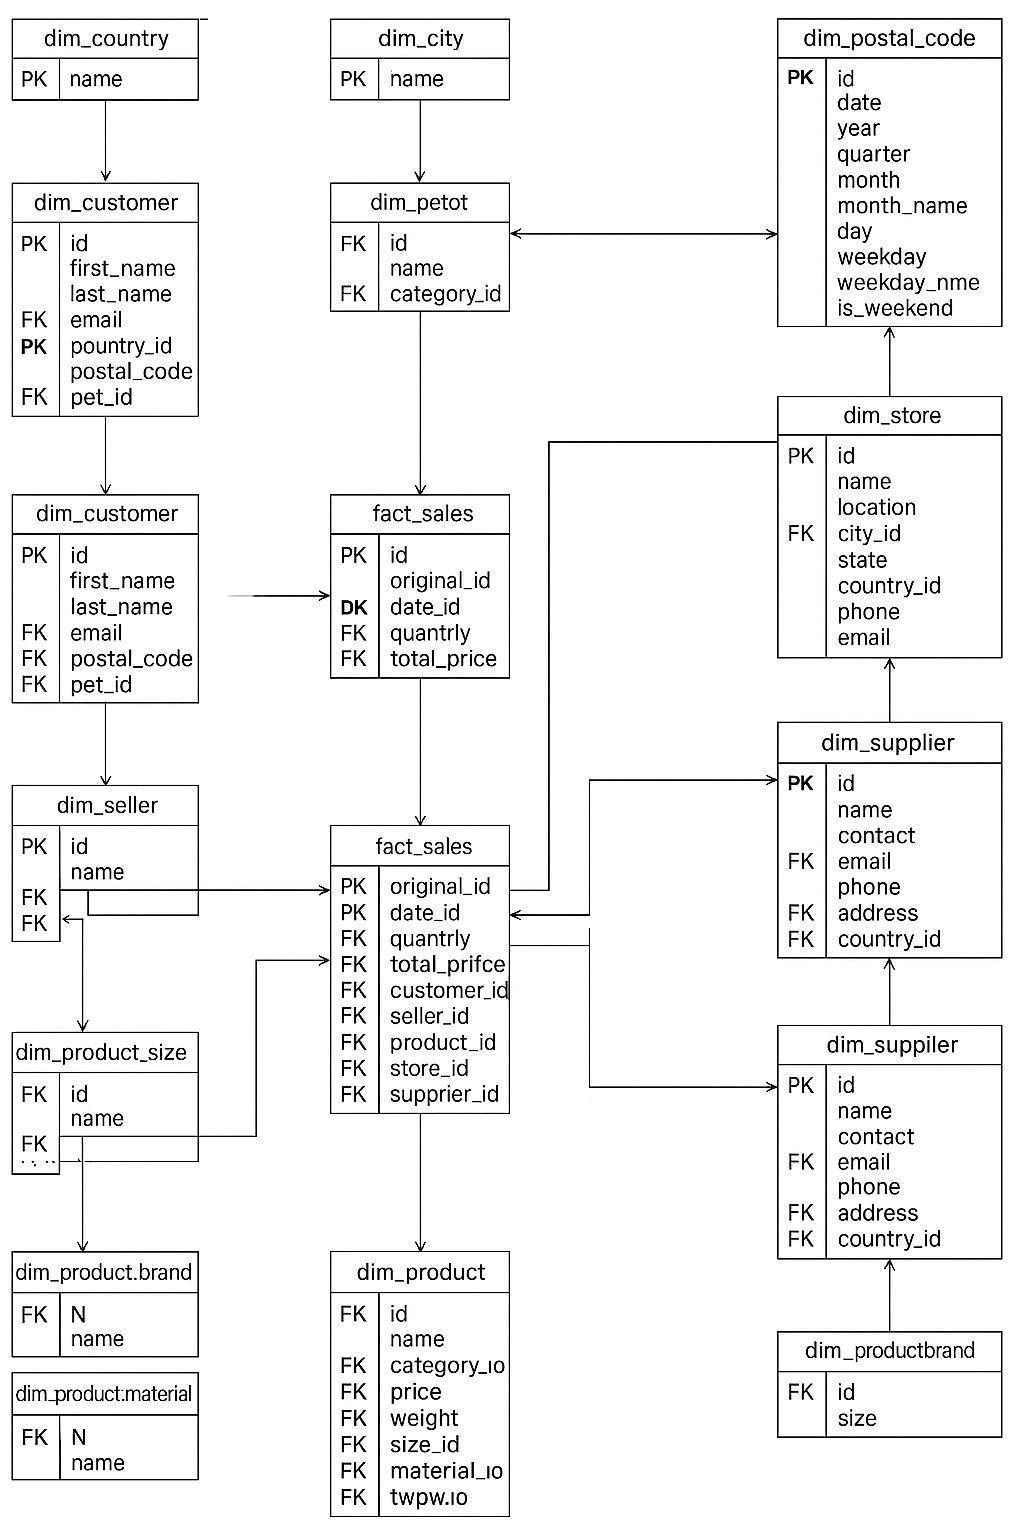 dim_country
PK name
dim_customer
PK id
first_name
last_name
FK email
PK pountry_id
postal_code
FK pet_id
dim_customer
PK id
first_name
last_name
FK email
FK postal_code
FK pet_id
dim_seller
PK id
name
FK
FK
dim_product_size
FK id
name
FK
dim_product.brand
FK N
name
dim_product:material
FK N
name
dim_city
PK name
dim_petot
FK id
name
FK category_id
fact_sales
PK id
original_id
DK date_id
FK quantrly
FK total_price
fact_sales
PK original_id
PK date_id
FK quantrly
FK total_prifce
FK customer_id
FK seller_id
FK product_id
FK store_id
FK supprier_id
dim_product
FK id
name
FK category_ıo
FK price
FK weight
FK size_id
FK material_ıo
FK twpw.ıo
dim_postal_code
PK id
date
year
quarter
month
month_name
day
weekday
weekday_nme
is_weekend
dim_store
PK id
name
location
FK city_id
state
country_id
phone
email
dim_supplier
PK id
name
contact
FK email
phone
FK address
FK country_id
dim_suppiler
PK id
name
contact
FK email
phone
FK address
FK country_id
dim_productbrand
FK id
size